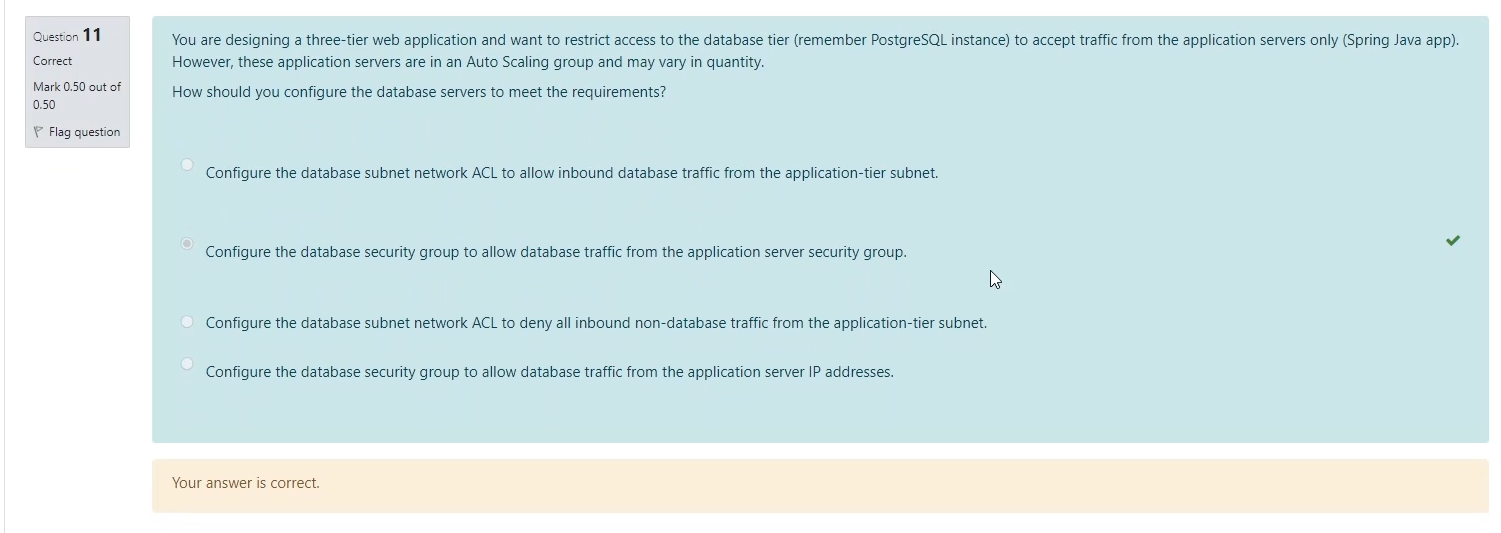 Question 11
Correct
Mark 0.50 out of
0.50
Flag question
You are designing a three-tier web application and want to restrict access to the database tier (remember PostgreSQL instance) to accept traffic from the application servers only (Spring Java app).
However, these application servers are in an Auto Scaling group and may vary in quantity.
How should you configure the database servers to meet the requirements?
Configure the database subnet network ACL to allow inbound database traffic from the application-tier subnet.
Configure the database security group to allow database traffic from the application server security group.
Configure the database subnet network ACL to deny all inbound non-database traffic from the application-tier subnet.
Configure the database security group to allow database traffic from the application server IP addresses.
Your answer is correct.